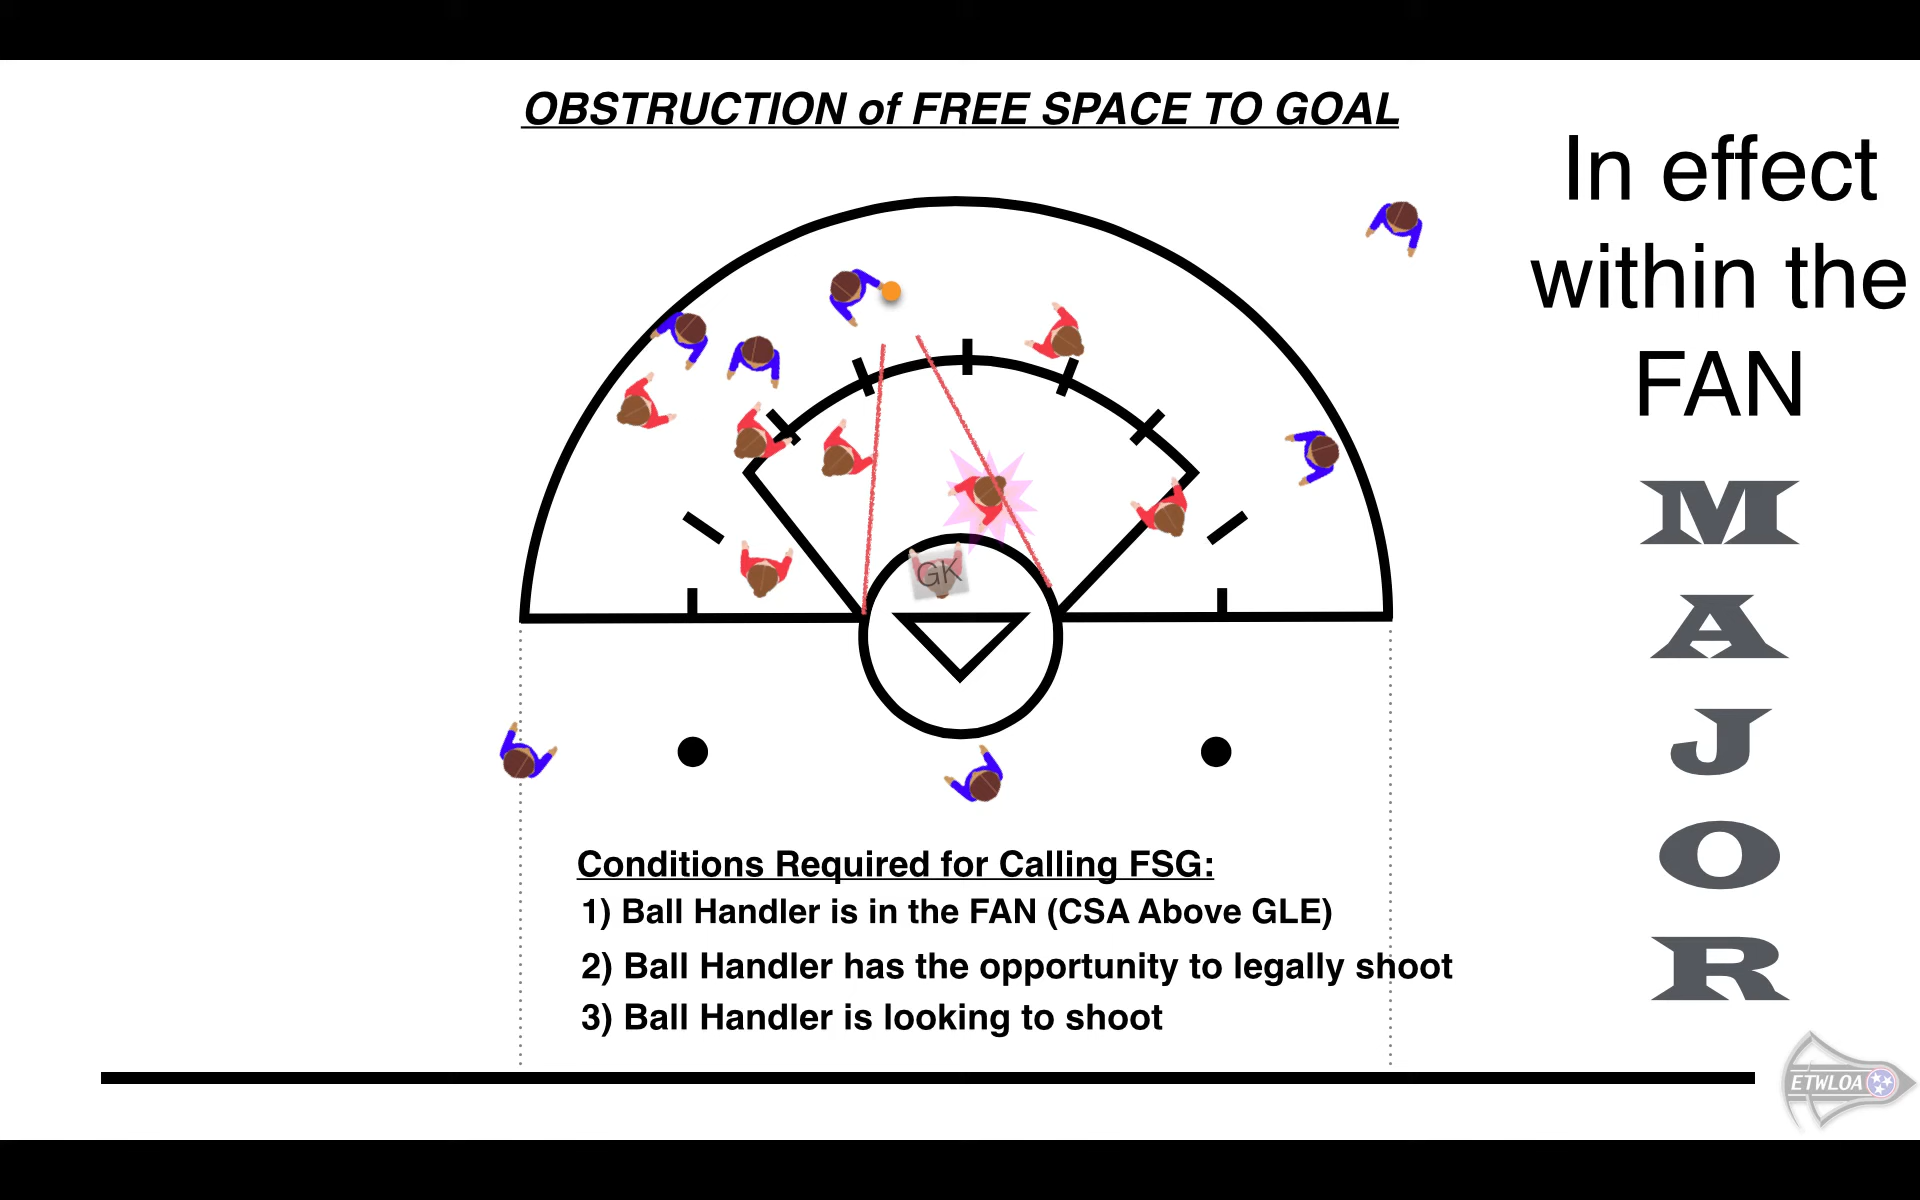 OBSTRUCTION of FREE SPACE TO GOAL
In effect
within the
FAN
M
A
J
O
R
GK
Conditions Required for Calling FSG:
1) Ball Handler is in the FAN (CSA Above GLE)
2) Ball Handler has the opportunity to legally shoot
3) Ball Handler is looking to shoot
ETWLOA